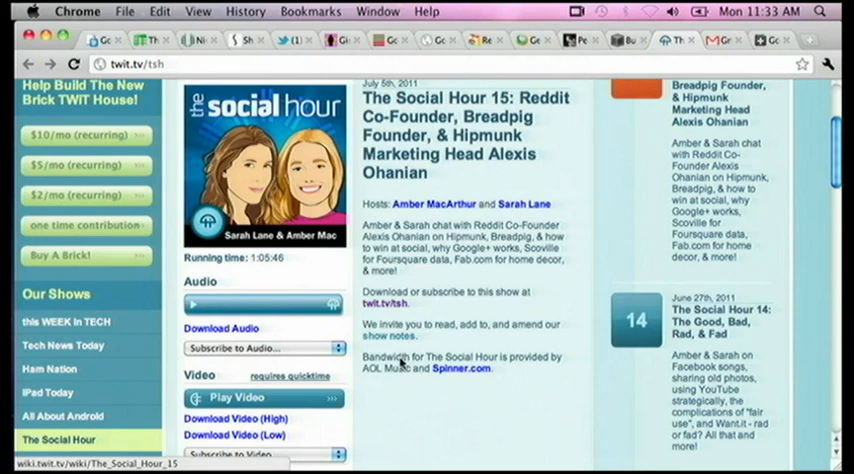 Chrome File Edit View History Bookmarks Window Help Mon 11:33 AM
twit.tv/tsh
Help Build The New
Brick TWiT House!
$10/mo (recurring)
$5/mo (recurring)
$2/mo (recurring)
one time contribution
Buy A Brick!
Our Shows
this WEEK in TECH
Tech News Today
Ham Nation
iPad Today
All About Android
The Social Hour
wiki.twit.tv/wiki/The_Social_Hour_15
the social hour
Sarah Lane & Amber Mac
Running time: 1:05:46
Audio
Download Audio
Subscribe to Audio...
Video requires quicktime
Play Video
Download Video (High)
Download Video (Low)
Subscribe to Video
July 5th, 2011
The Social Hour 15: Reddit
Co-Founder, Breadpig
Founder, & Hipmunk
Marketing Head Alexis
Ohanian
Hosts: Amber MacArthur and Sarah Lane
Amber & Sarah chat with Reddit Co-Founder
Alexis Ohanian on Hipmunk, Breadpig, & how
to win at social, why Google+ works, Scoville
for Foursquare data, Fab.com for home decor,
& more!
Download or subscribe to this show at
twit.tv/tsh.
We invite you to read, add to, and amend our
show notes.
Bandwidth for The Social Hour is provided by
AOL Music and Spinner.com.
Breadpig Founder,
& Hipmunk
Marketing Head
Alexis Ohanian
Amber & Sarah chat
with Reddit Co-
Founder Alexis
Ohanian on Hipmunk,
Breadpig, & how to
win at social, why
Google+ works,
Scoville for
Foursquare data,
Fab.com for home
decor, & more!
14
June 27th, 2011
The Social Hour 14:
The Good, Bad,
Rad, & Fad
Amber & Sarah on
Facebook songs,
sharing old photos,
using YouTube
strategically, the
complications of "fair
use", and Want.it - rad
or fad? All that and
more!